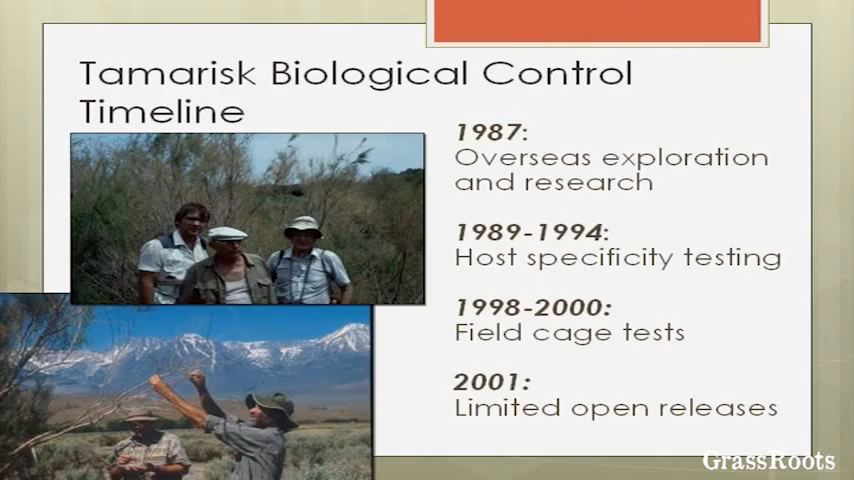 Tamarisk Biological Control
Timeline
1987:
Overseas exploration
and research
1989-1994:
Host specificity testing
1998-2000:
Field cage tests
2001:
Limited open releases
GrassRoots